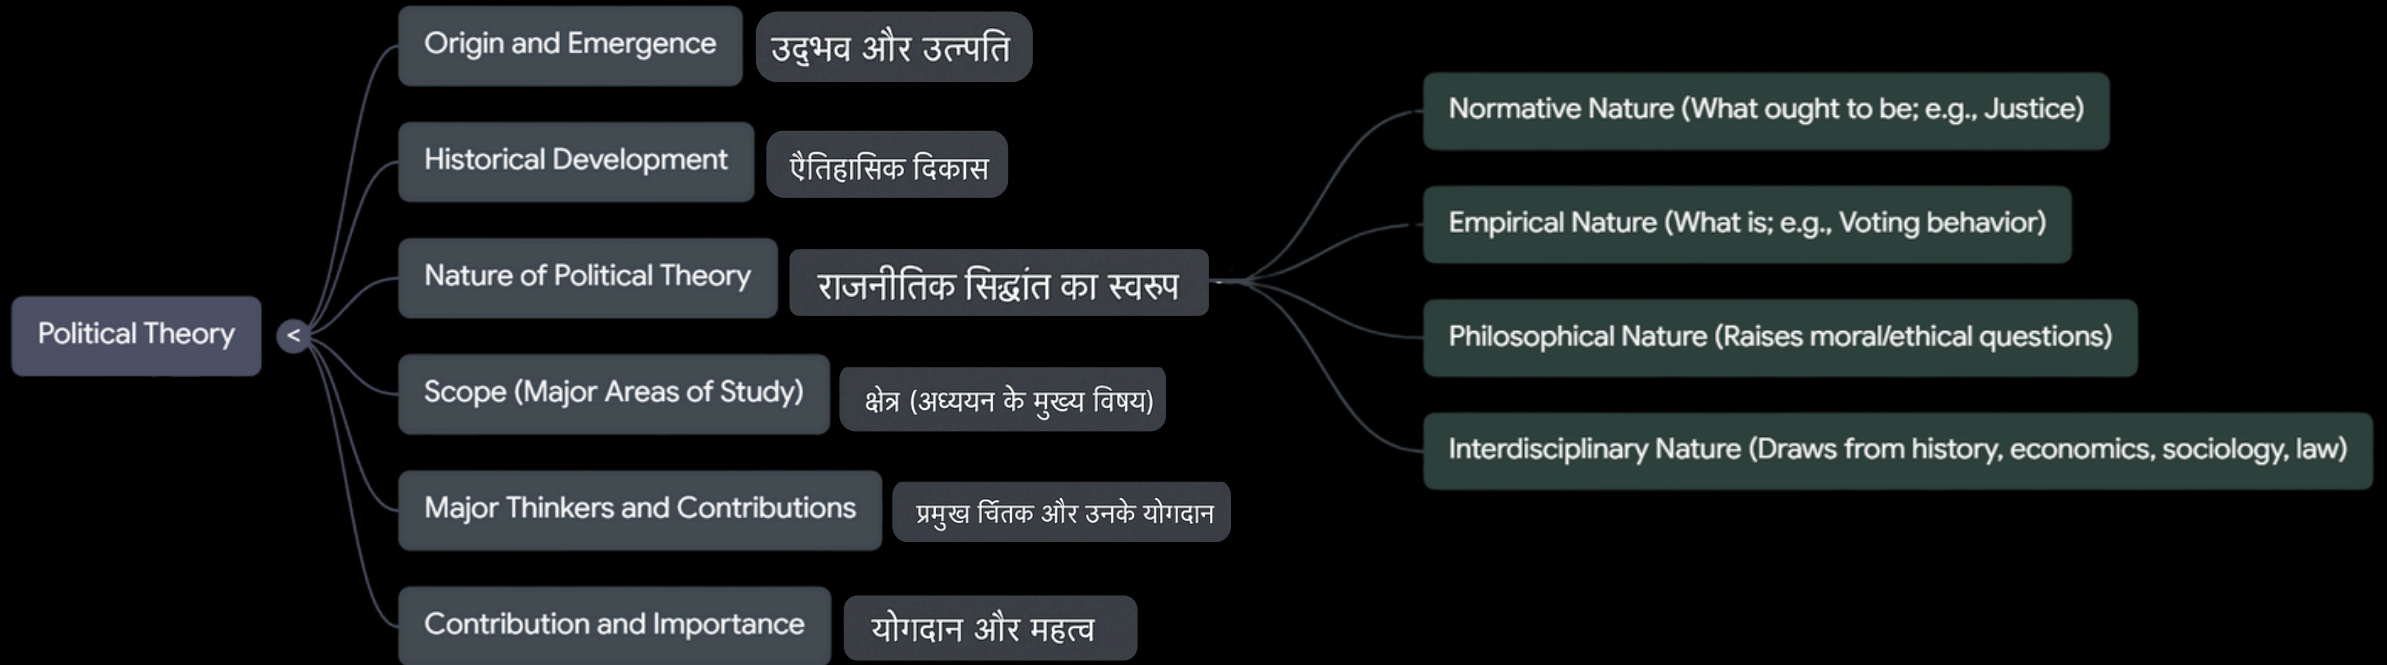 Political Theory
<
Origin and Emergence
उद्भव और उत्पति
Historical Development
ऐैतिहासिक दिकास
Nature of Political Theory
राजनीतिक सिद्धांत का स्वरुप
Scope (Major Areas of Study)
क्षेत्र (अध्ययन के मुख्य विषय)
Major Thinkers and Contributions
प्रमुख चिंतक और उनके योगदान
Contribution and Importance
योगदान और महत्व
Normative Nature (What ought to be; e.g., Justice)
Empirical Nature (What is; e.g., Voting behavior)
Philosophical Nature (Raises moral/ethical questions)
Interdisciplinary Nature (Draws from history, economics, sociology, law)